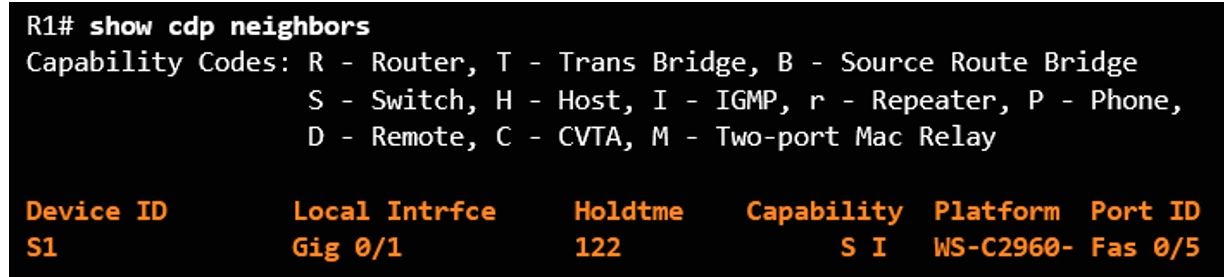 R1# show cdp neighbors
Capability Codes: R - Router, T - Trans Bridge, B - Source Route Bridge
S - Switch, H - Host, I - IGMP, r - Repeater, P - Phone,
D - Remote, C - CVTA, M - Two-port Mac Relay
Device ID Local Intrfce Holdtme Capability Platform Port ID
S1 Gig 0/1 122 S I WS-C2960- Fas 0/5